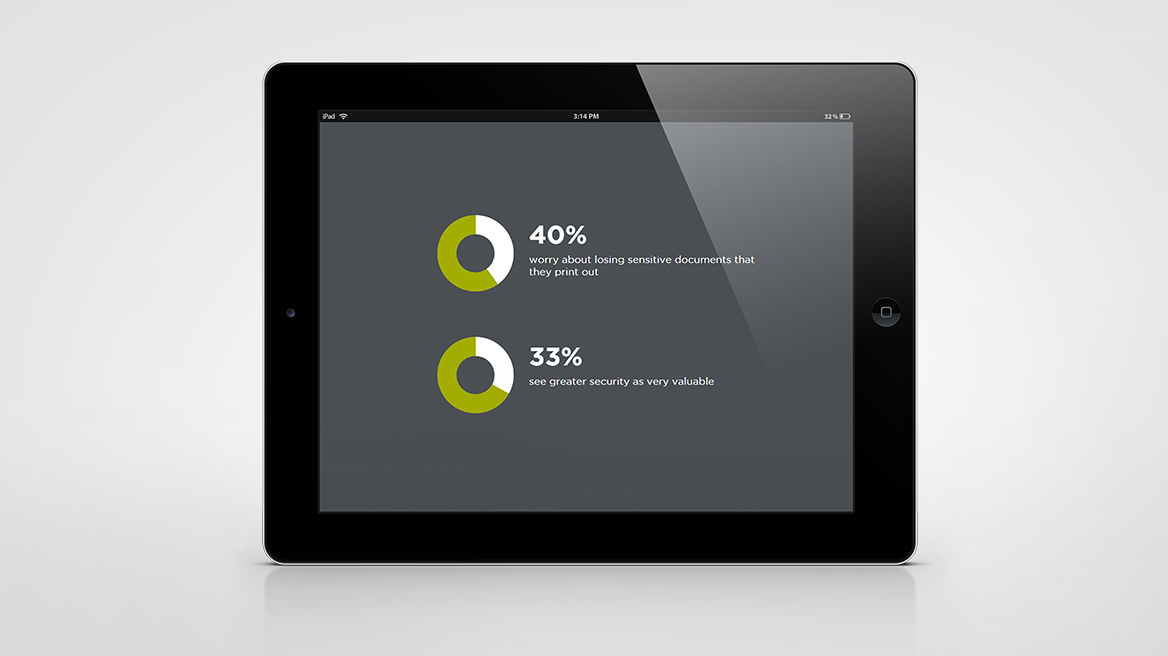 iPad
3:14 PM
32%
40%
worry about losing sensitive documents that
they print out
33%
see greater security as very valuable